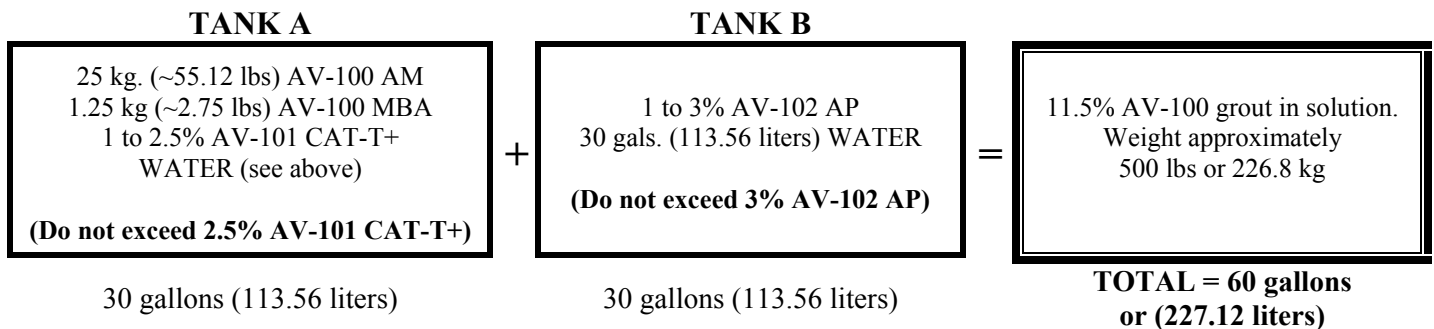 TANK A
25 kg. (~55.12 lbs) AV-100 AM
1.25 kg (~2.75 lbs) AV-100 MBA
1 to 2.5% AV-101 CAT-T+
WATER (see above)
(Do not exceed 2.5% AV-101 CAT-T+)
30 gallons (113.56 liters)
+
TANK B
1 to 3% AV-102 AP
30 gals. (113.56 liters) WATER
(Do not exceed 3% AV-102 AP)
30 gallons (113.56 liters)
=
11.5% AV-100 grout in solution.
Weight approximately
500 lbs or 226.8 kg
TOTAL = 60 gallons
or (227.12 liters)